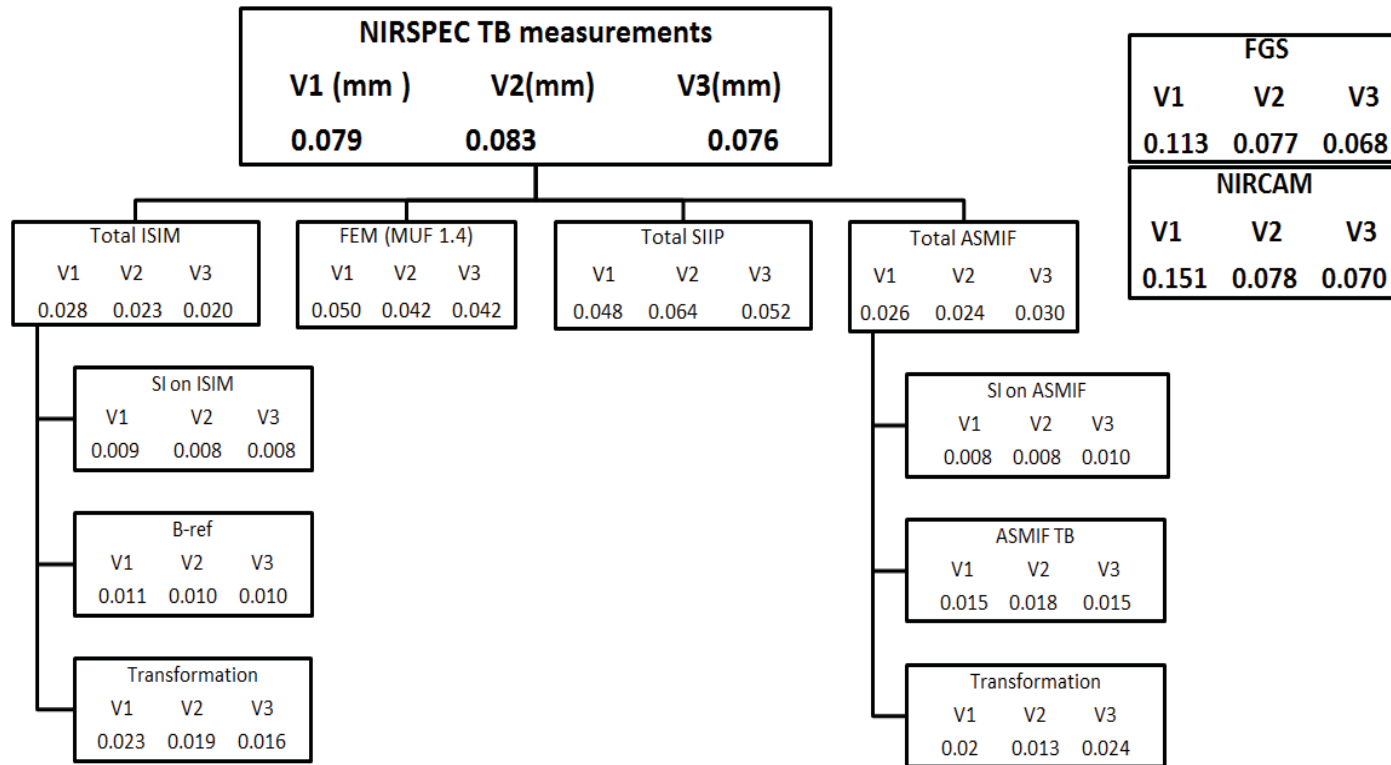 NIRSPEC TB measurements
V1 (mm ) V2(mm) V3(mm)
0.079 0.083 0.076
FGS
V1 V2 V3
0.113 0.077 0.068
NIRCAM
V1 V2 V3
0.151 0.078 0.070
Total ISIM
V1 V2 V3
0.028 0.023 0.020
FEM (MUF 1.4)
V1 V2 V3
0.050 0.042 0.042
Total SIIP
V1 V2 V3
0.048 0.064 0.052
Total ASMIF
V1 V2 V3
0.026 0.024 0.030
SI on ISIM
V1 V2 V3
0.009 0.008 0.008
B-ref
V1 V2 V3
0.011 0.010 0.010
Transformation
V1 V2 V3
0.023 0.019 0.016
SI on ASMIF
V1 V2 V3
0.008 0.008 0.010
ASMIF TB
V1 V2 V3
0.015 0.018 0.015
Transformation
V1 V2 V3
0.02 0.013 0.024